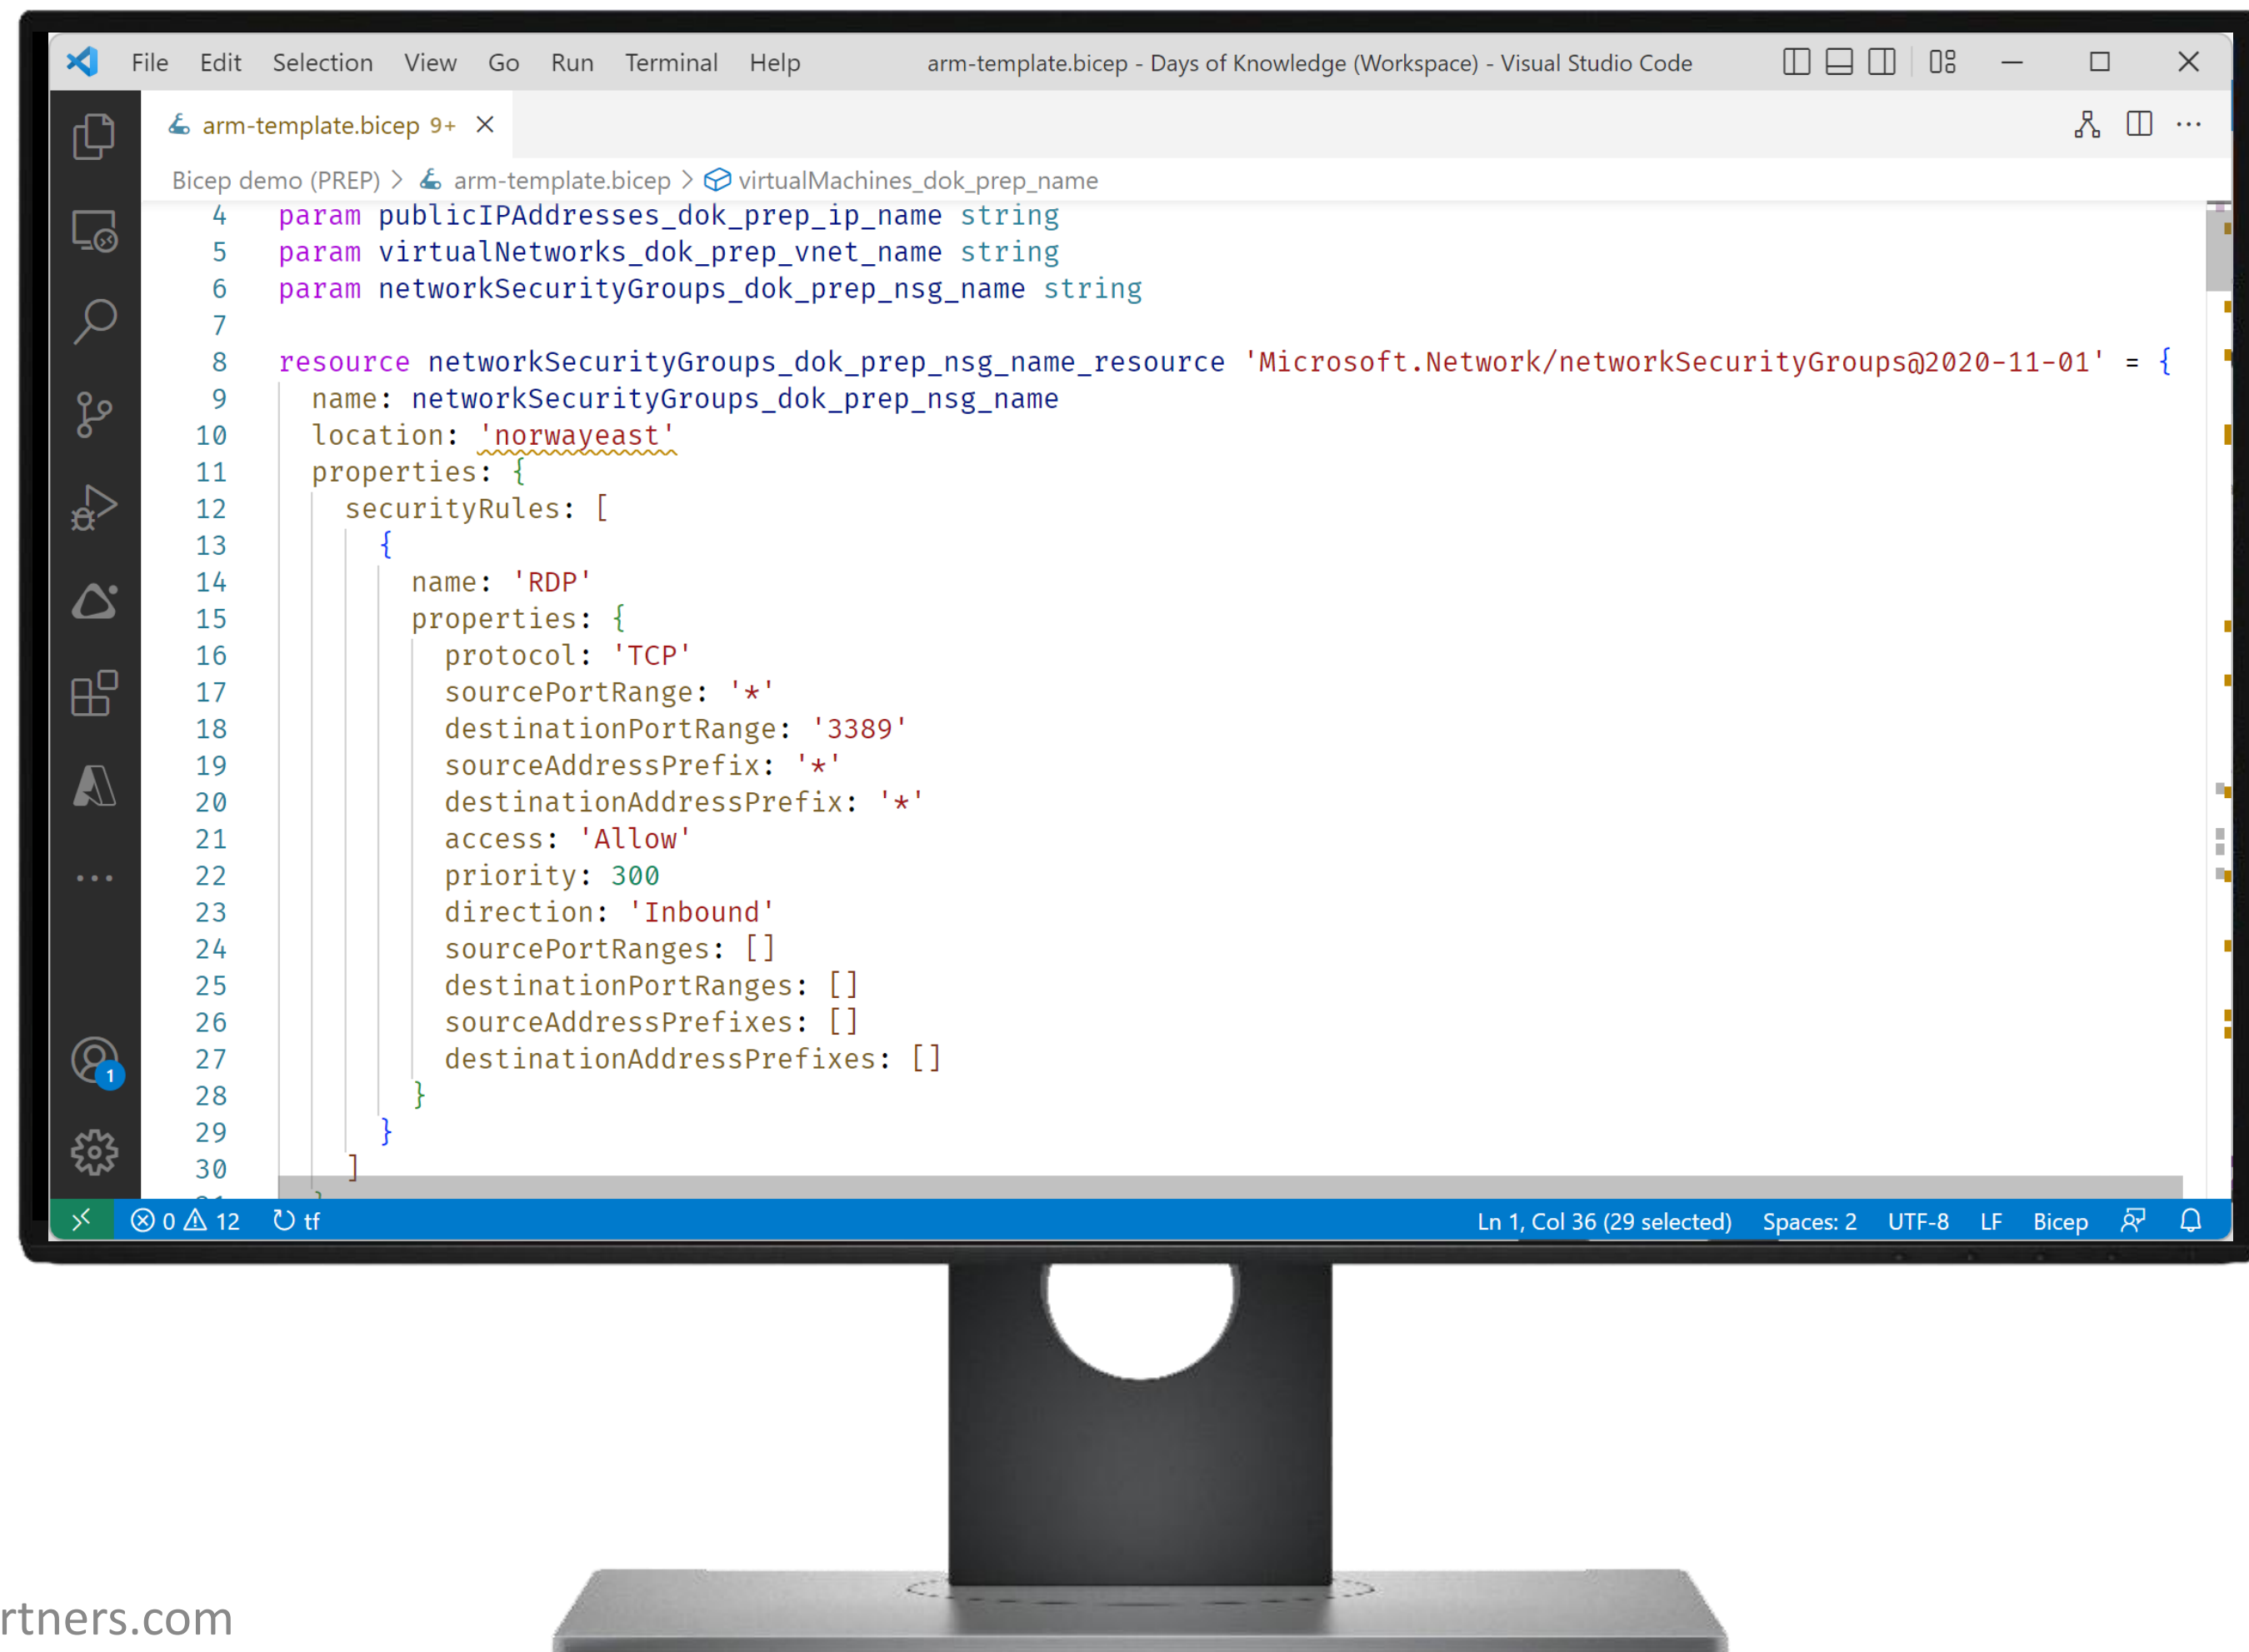 File Edit Selection View Go Run Terminal Help arm-template.bicep - Days of Knowledge (Workspace) - Visual Studio Code
arm-template.bicep 9+
Bicep demo (PREP) > arm-template.bicep > virtualMachines_dok_prep_name
4 param publicIPAddresses_dok_prep_ip_name string
5 param virtualNetworks_dok_prep_vnet_name string
6 param networkSecurityGroups_dok_prep_nsg_name string
7
8 resource networkSecurityGroups_dok_prep_nsg_name_resource 'Microsoft.Network/networkSecurityGroups@2020-11-01' = {
9 name: networkSecurityGroups_dok_prep_nsg_name
10 location: 'norwayeast'
11 properties: {
12 securityRules: [
13 {
14 name: 'RDP'
15 properties: {
16 protocol: 'TCP'
17 sourcePortRange: '*'
18 destinationPortRange: '3389'
19 sourceAddressPrefix: '*'
20 destinationAddressPrefix: '*'
21 access: 'Allow'
22 priority: 300
23 direction: 'Inbound'
24 sourcePortRanges: []
25 destinationPortRanges: []
26 sourceAddressPrefixes: []
27 destinationAddressPrefixes: []
28 }
29 }
30 ]
1
0 12 tf Ln 1, Col 36 (29 selected) Spaces: 2 UTF-8 LF Bicep
rtners.com